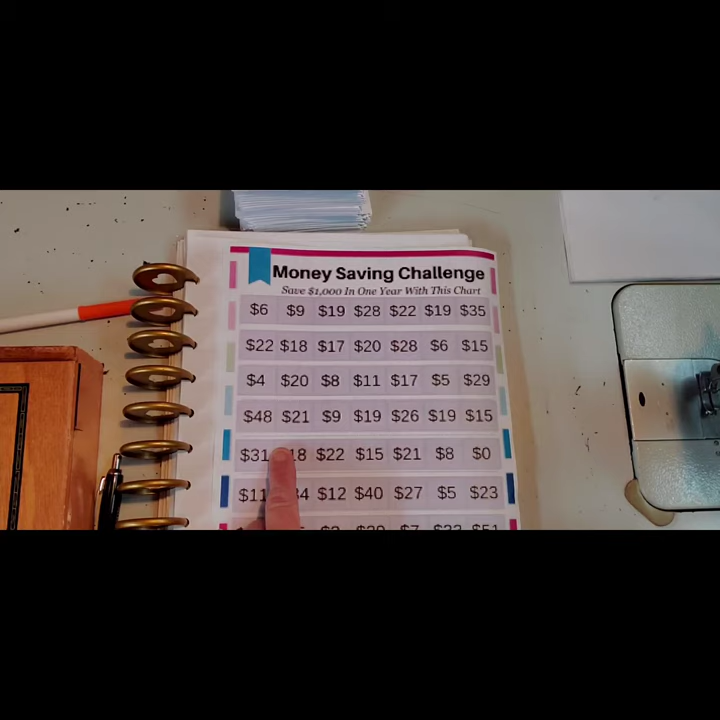 Money Saving Challenge
Save $1,000 In One Year With This Chart
$6 $9 $19 $28 $22 $19 $35
$22 $18 $17 $20 $28 $6 $15
$4 $20 $8 $11 $17 $5 $29
$48 $21 $9 $19 $26 $19 $15
$31 $22 $15 $21 $8 $0
$12 $40 $27 $5 $23